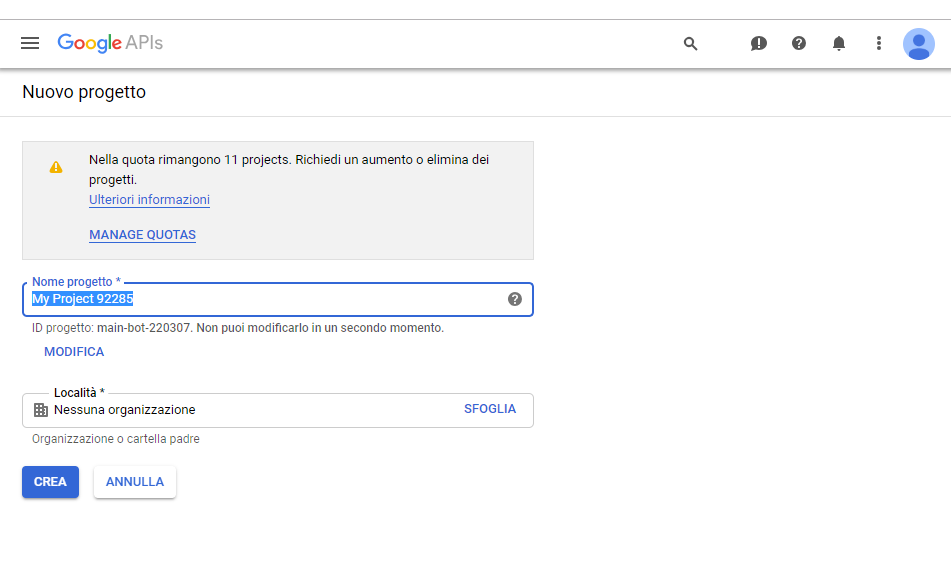 Google APIs
Nuovo progetto
Nella quota rimangono 11 projects. Richiedi un aumento o elimina dei
progetti.
Ulteriori informazioni
MANAGE QUOTAS
Nome progetto *
My Project 92285
ID progetto: main-bot-220307. Non puoi modificarlo in un secondo momento.
MODIFICA
Località *
Nessuna organizzazione SFOGLIA
Organizzazione o cartella padre
CREA ANNULLA